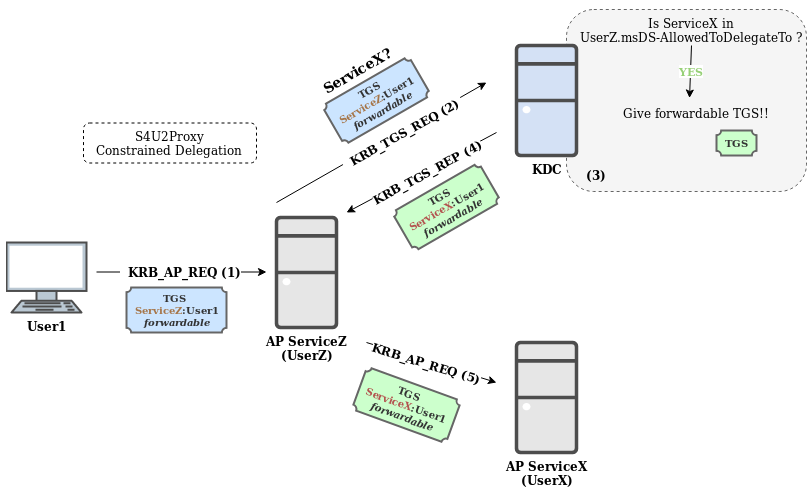 Is ServiceX in
UserZ.msDS-AllowedToDelegateTo ?
YES
Give forwardable TGS!!
TGS
(3)
KDC
ServiceX?
TGS
ServiceZ:User1
forwardable
KRB_TGS_REQ (2)
S4U2Proxy
Constrained Delegation
KRB_TGS_REP (4)
TGS
ServiceX:User1
forwardable
KRB_AP_REQ (1)
TGS
ServiceZ:User1
forwardable
User1
AP ServiceZ
(UserZ)
KRB_AP_REQ (5)
TGS
ServiceX:User1
forwardable
AP ServiceX
(UserX)